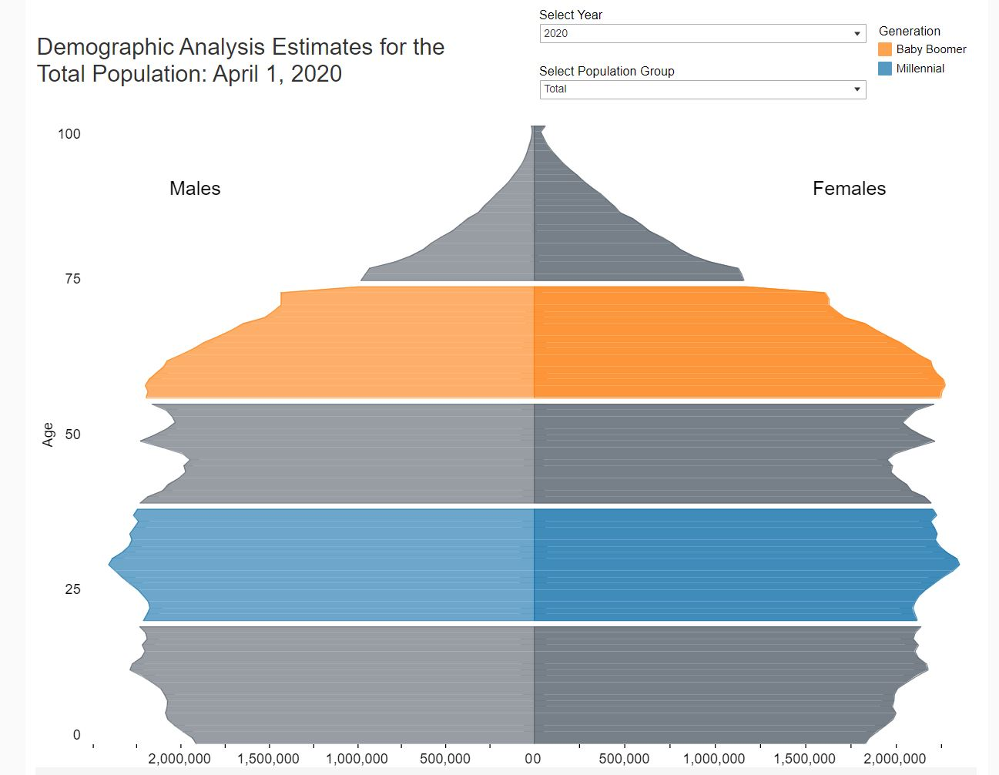 Select Year
2020
Generation
Demographic Analysis Estimates for the
Total Population: April 1, 2020
Baby Boomer
Millennial
Select Population Group
Total
100
Males
Females
75
Age
50
25
0
2,000,000 1,500,000 1,000,000 500,000 00 500,000 1,000,000 1,500,000 2,000,000